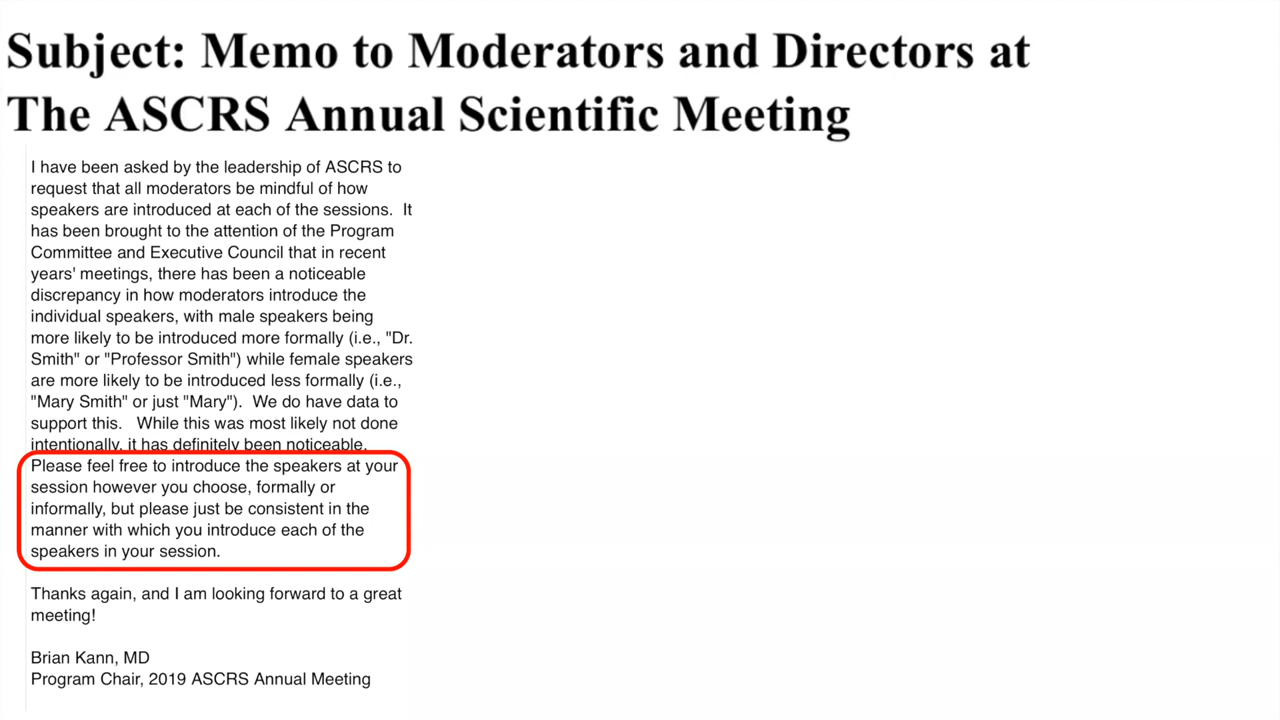 Subject: Memo to Moderators and Directors at
The ASCRS Annual Scientific Meeting
I have been asked by the leadership of ASCRS to
request that all moderators be mindful of how
speakers are introduced at each of the sessions.  It
has been brought to the attention of the Program
Committee and Executive Council that in recent
years' meetings, there has been a noticeable
discrepancy in how moderators introduce the
individual speakers, with male speakers being
more likely to be introduced more formally (i.e., "Dr.
Smith" or "Professor Smith") while female speakers
are more likely to be introduced less formally (i.e.,
"Mary Smith" or just "Mary").  We do have data to
support this.   While this was most likely not done
intentionally, it has definitely been noticeable.
Please feel free to introduce the speakers at your
session however you choose, formally or
informally, but please just be consistent in the
manner with which you introduce each of the
speakers in your session.
Thanks again, and I am looking forward to a great
meeting!
Brian Kann, MD
Program Chair, 2019 ASCRS Annual Meeting